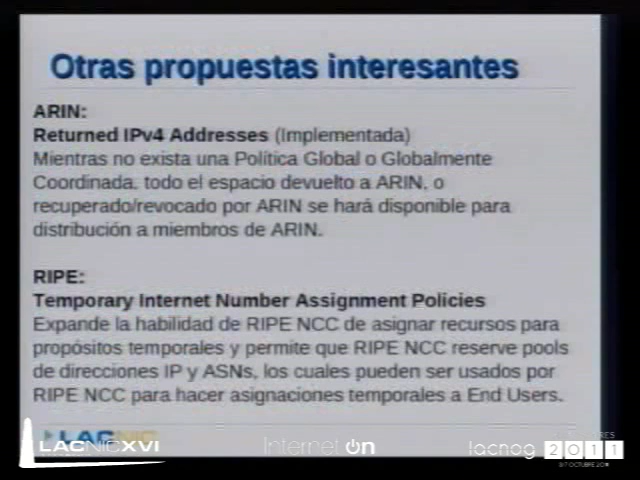 Otras propuestas interesantes
ARIN:
Returned IPv4 Addresses (Implementada)
Mientras no exista una Política Global o Globalmente
Coordinada, todo el espacio devuelto a ARIN, o
recuperado/revocado por ARIN se hará disponible para
distribución a miembros de ARIN.
RIPE:
Temporary Internet Number Assignment Policies
Expande la habilidad de RIPE NCC de asignar recursos para
propósitos temporales y permite que RIPE NCC reserve pools
de direcciones IP y ASNs, los cuales pueden ser usados por
RIPE NCC para hacer asignaciones temporales a End Users.
LACNIC
LACNICXVI
Internet ON
lacnog
2011